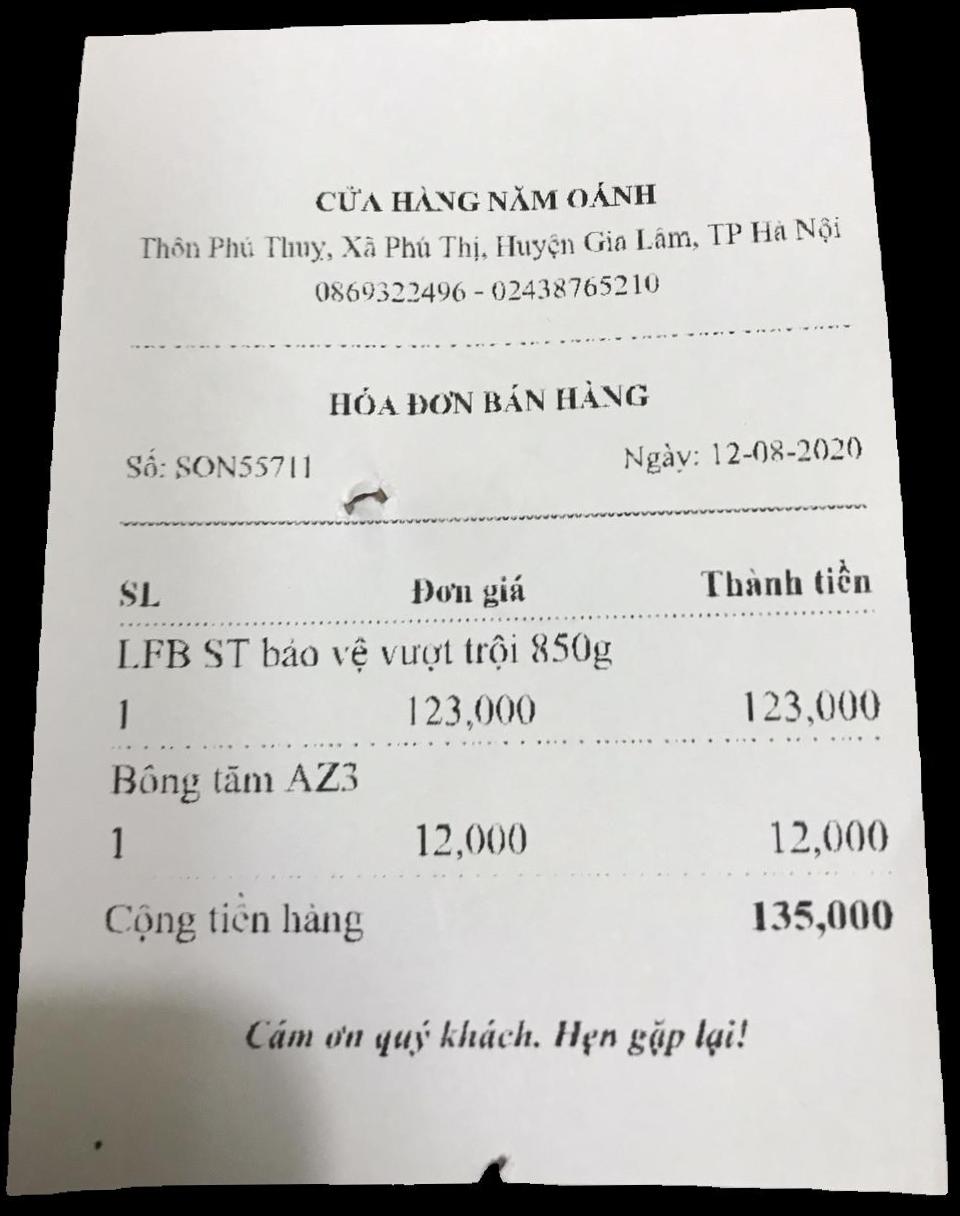 CỬA HÀNG NĂM OÁNH
Thôn Phú Thuỵ, Xã Phú Thị, Huyện Gia Lâm, TP Hà Nội
0869322496 - 02438765210
HÓA ĐƠN BÁN HÀNG
Số: SON55711 Ngày: 12-08-2020
SL Đơn giá Thành tiền
LFB ST bảo vệ vượt trội 850g
1 123,000 123,000
Bông tăm AZ3
1 12,000 12,000
Cộng tiền hàng 135,000
Cám ơn quý khách. Hẹn gặp lại!